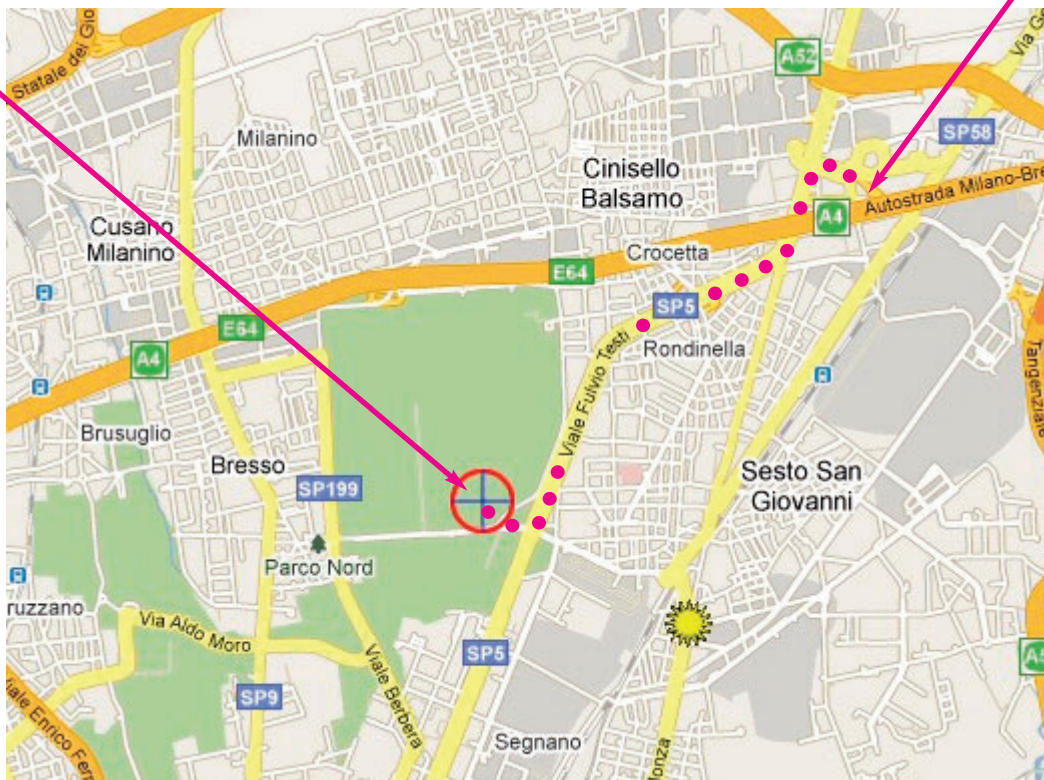 Statale dei Gio
Milanino
A52
Via G
SP58
Cinisello
Balsamo
Autostrada Milano-Bre
A4
Cusano
Milanino
Crocetta
E64
SP5
E64
A4
Viale Fulvio Testi
Rondinella
Tangenziale
Brusuglio
Bresso
SP199
Sesto San
Giovanni
Parco Nord
ruzzano
Via Aldo Moro
SP5
A5
Viale Enrico Fer
SP9
Viale Berbera
Segnano
Monza